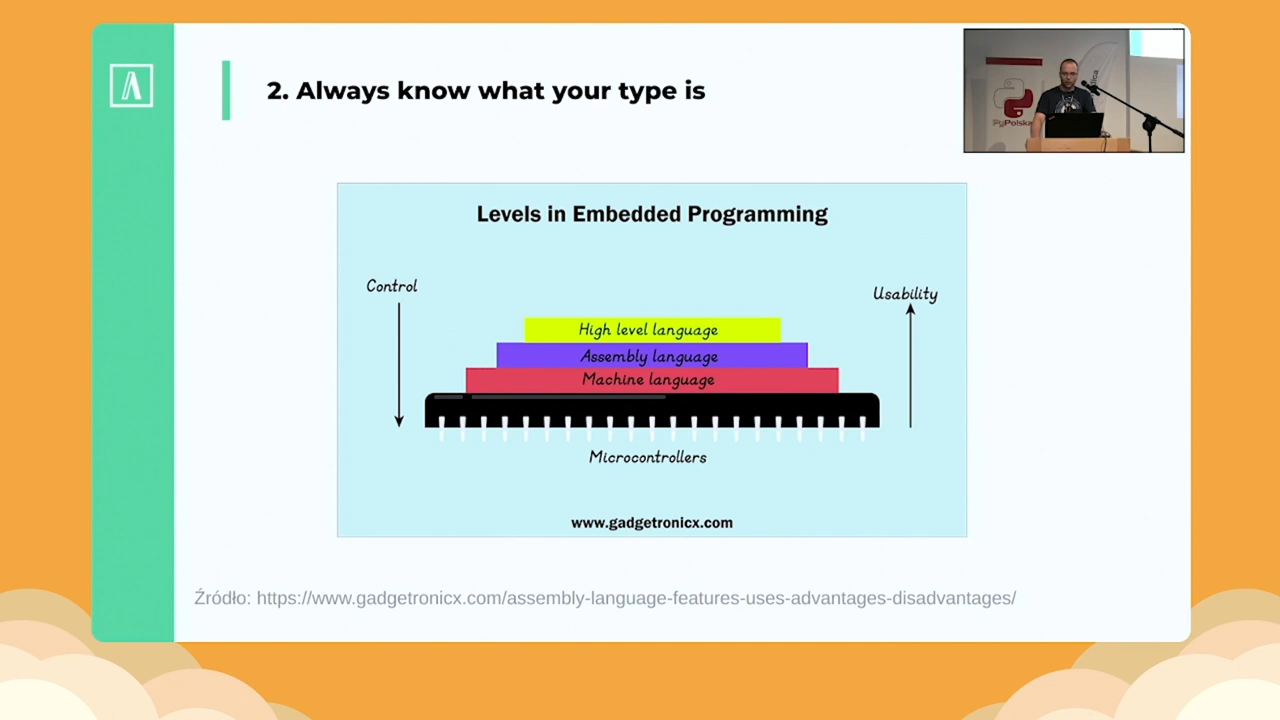 2. Always know what your type is
PyPolska
Levels in Embedded Programming
Control
Usability
High level language
Assembly language
Machine language
Microcontrollers
www.gadgetronicx.com
Źródło: https://www.gadgetronicx.com/assembly-language-features-uses-advantages-disadvantages/